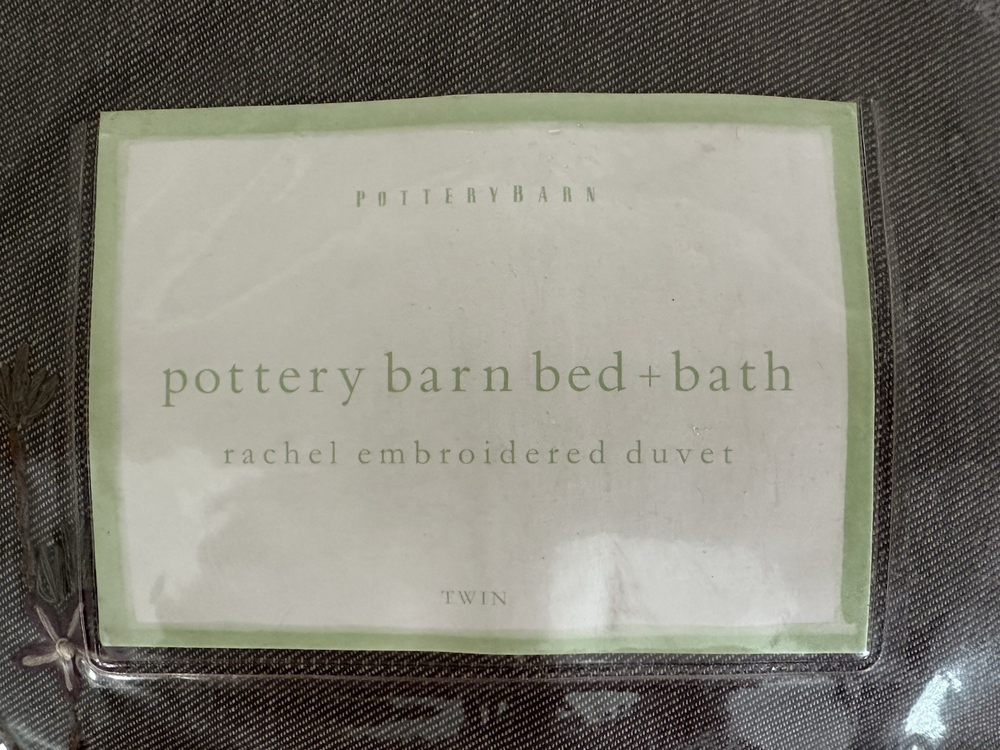 POTTERYBARN
pottery barn bed+bath
rachel embroidered duvet
TWIN